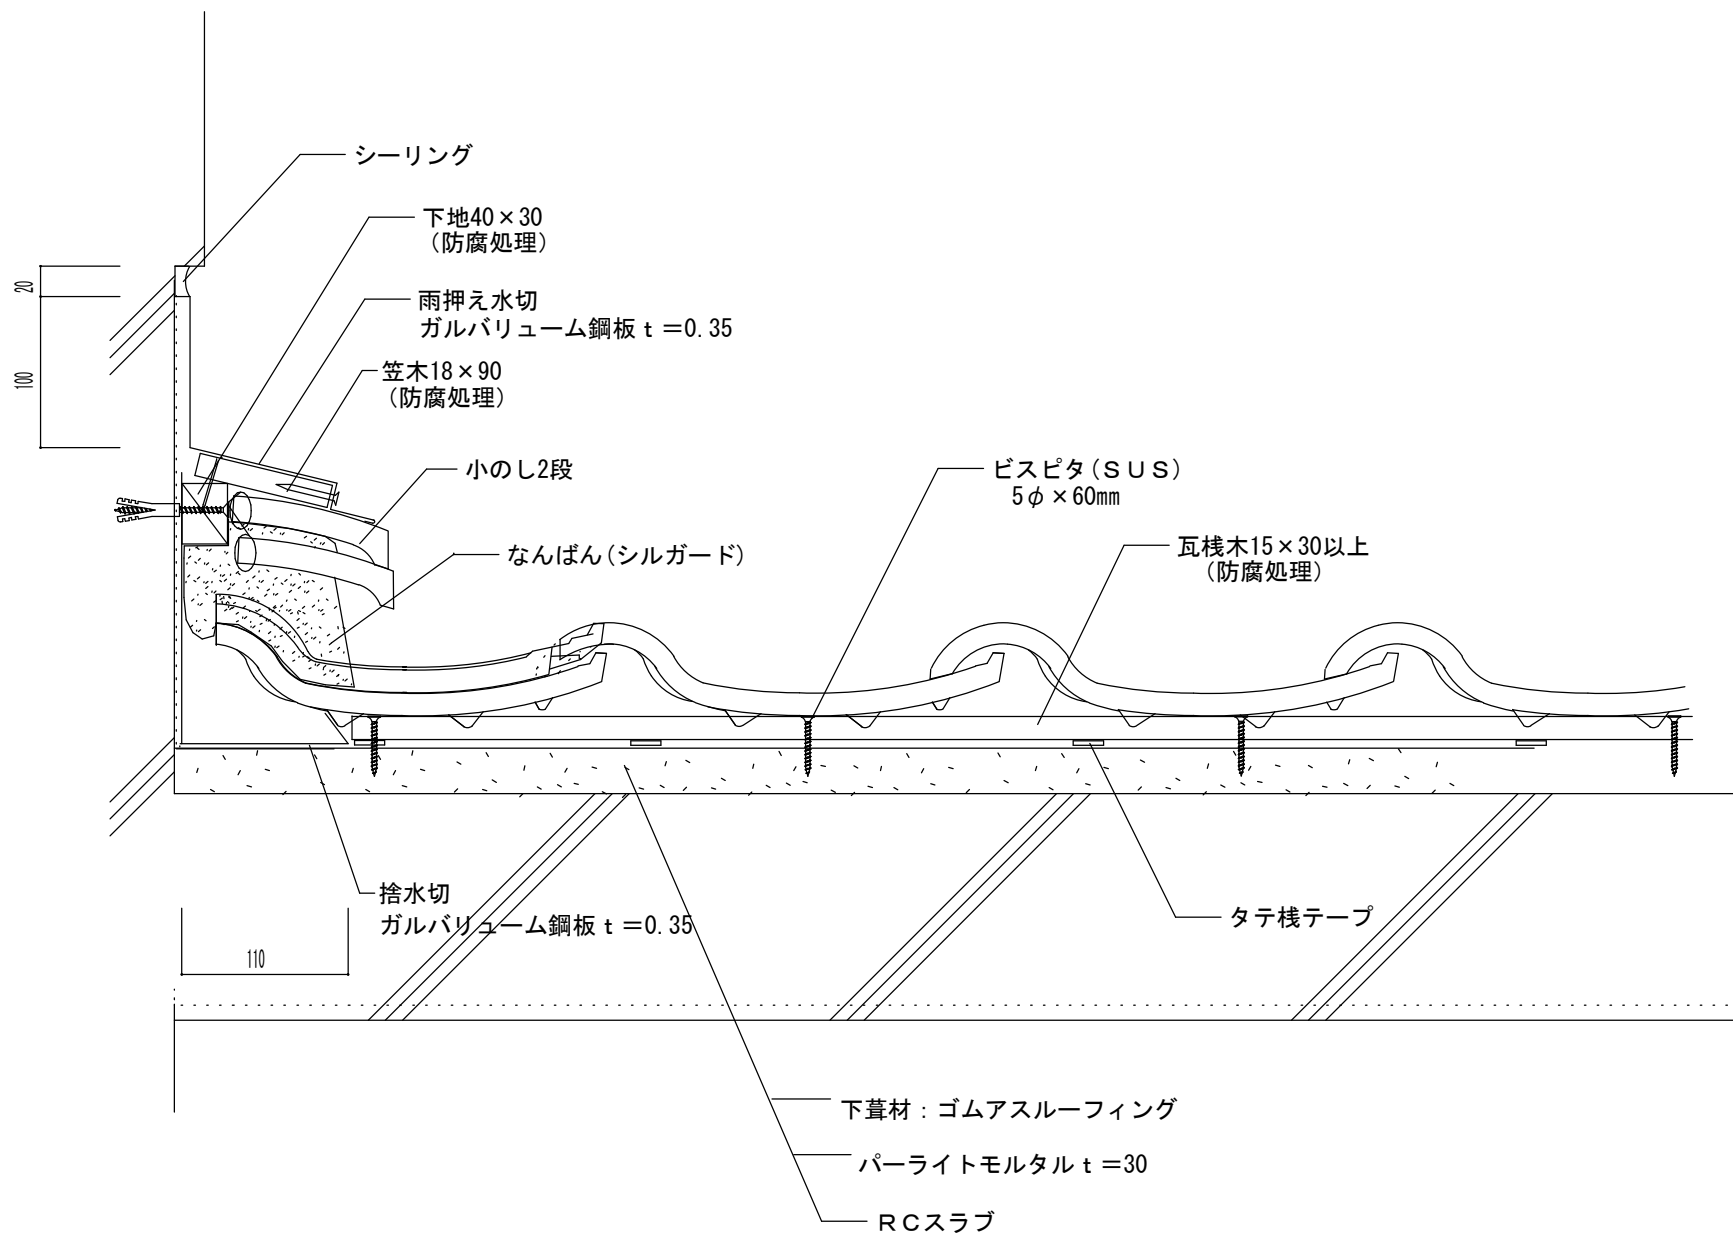 シーリング
下地40×30
（防腐処理）
20
雨押え水切
ガルバリューム鋼板ｔ＝0.35
100
笠木18×90
（防腐処理）
小のし2段
ビスピタ(ＳＵＳ)
5φ×60mm
なんばん(シルガード)
瓦桟木15×30以上
（防腐処理）
捨水切
ガルバリューム鋼板ｔ＝0.35
タテ桟テープ
110
下葺材：ゴムアスルーフィング
パーライトモルタルｔ＝30
ＲＣスラブ